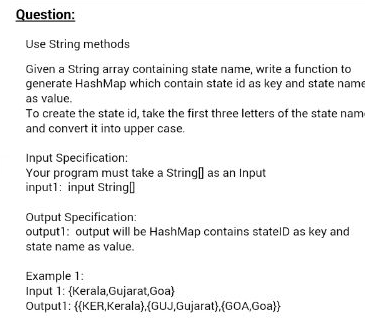 Question:
Use String methods
Given a String array containing state name, write a function to
generate HashMap which contain state id as key and state name
as value.
To create the state id, take the first three letters of the state nam
and convert it into upper case.
Input Specification:
Your program must take a String[] as an Input
input1: input String[]
Output Specification:
output1: output will be HashMap contains stateID as key and
state name as value.
Example 1:
Input 1: {Kerala,Gujarat,Goa}
Output1: {{KER,Kerala},{GUJ,Gujarat},{GOA,Goa}}